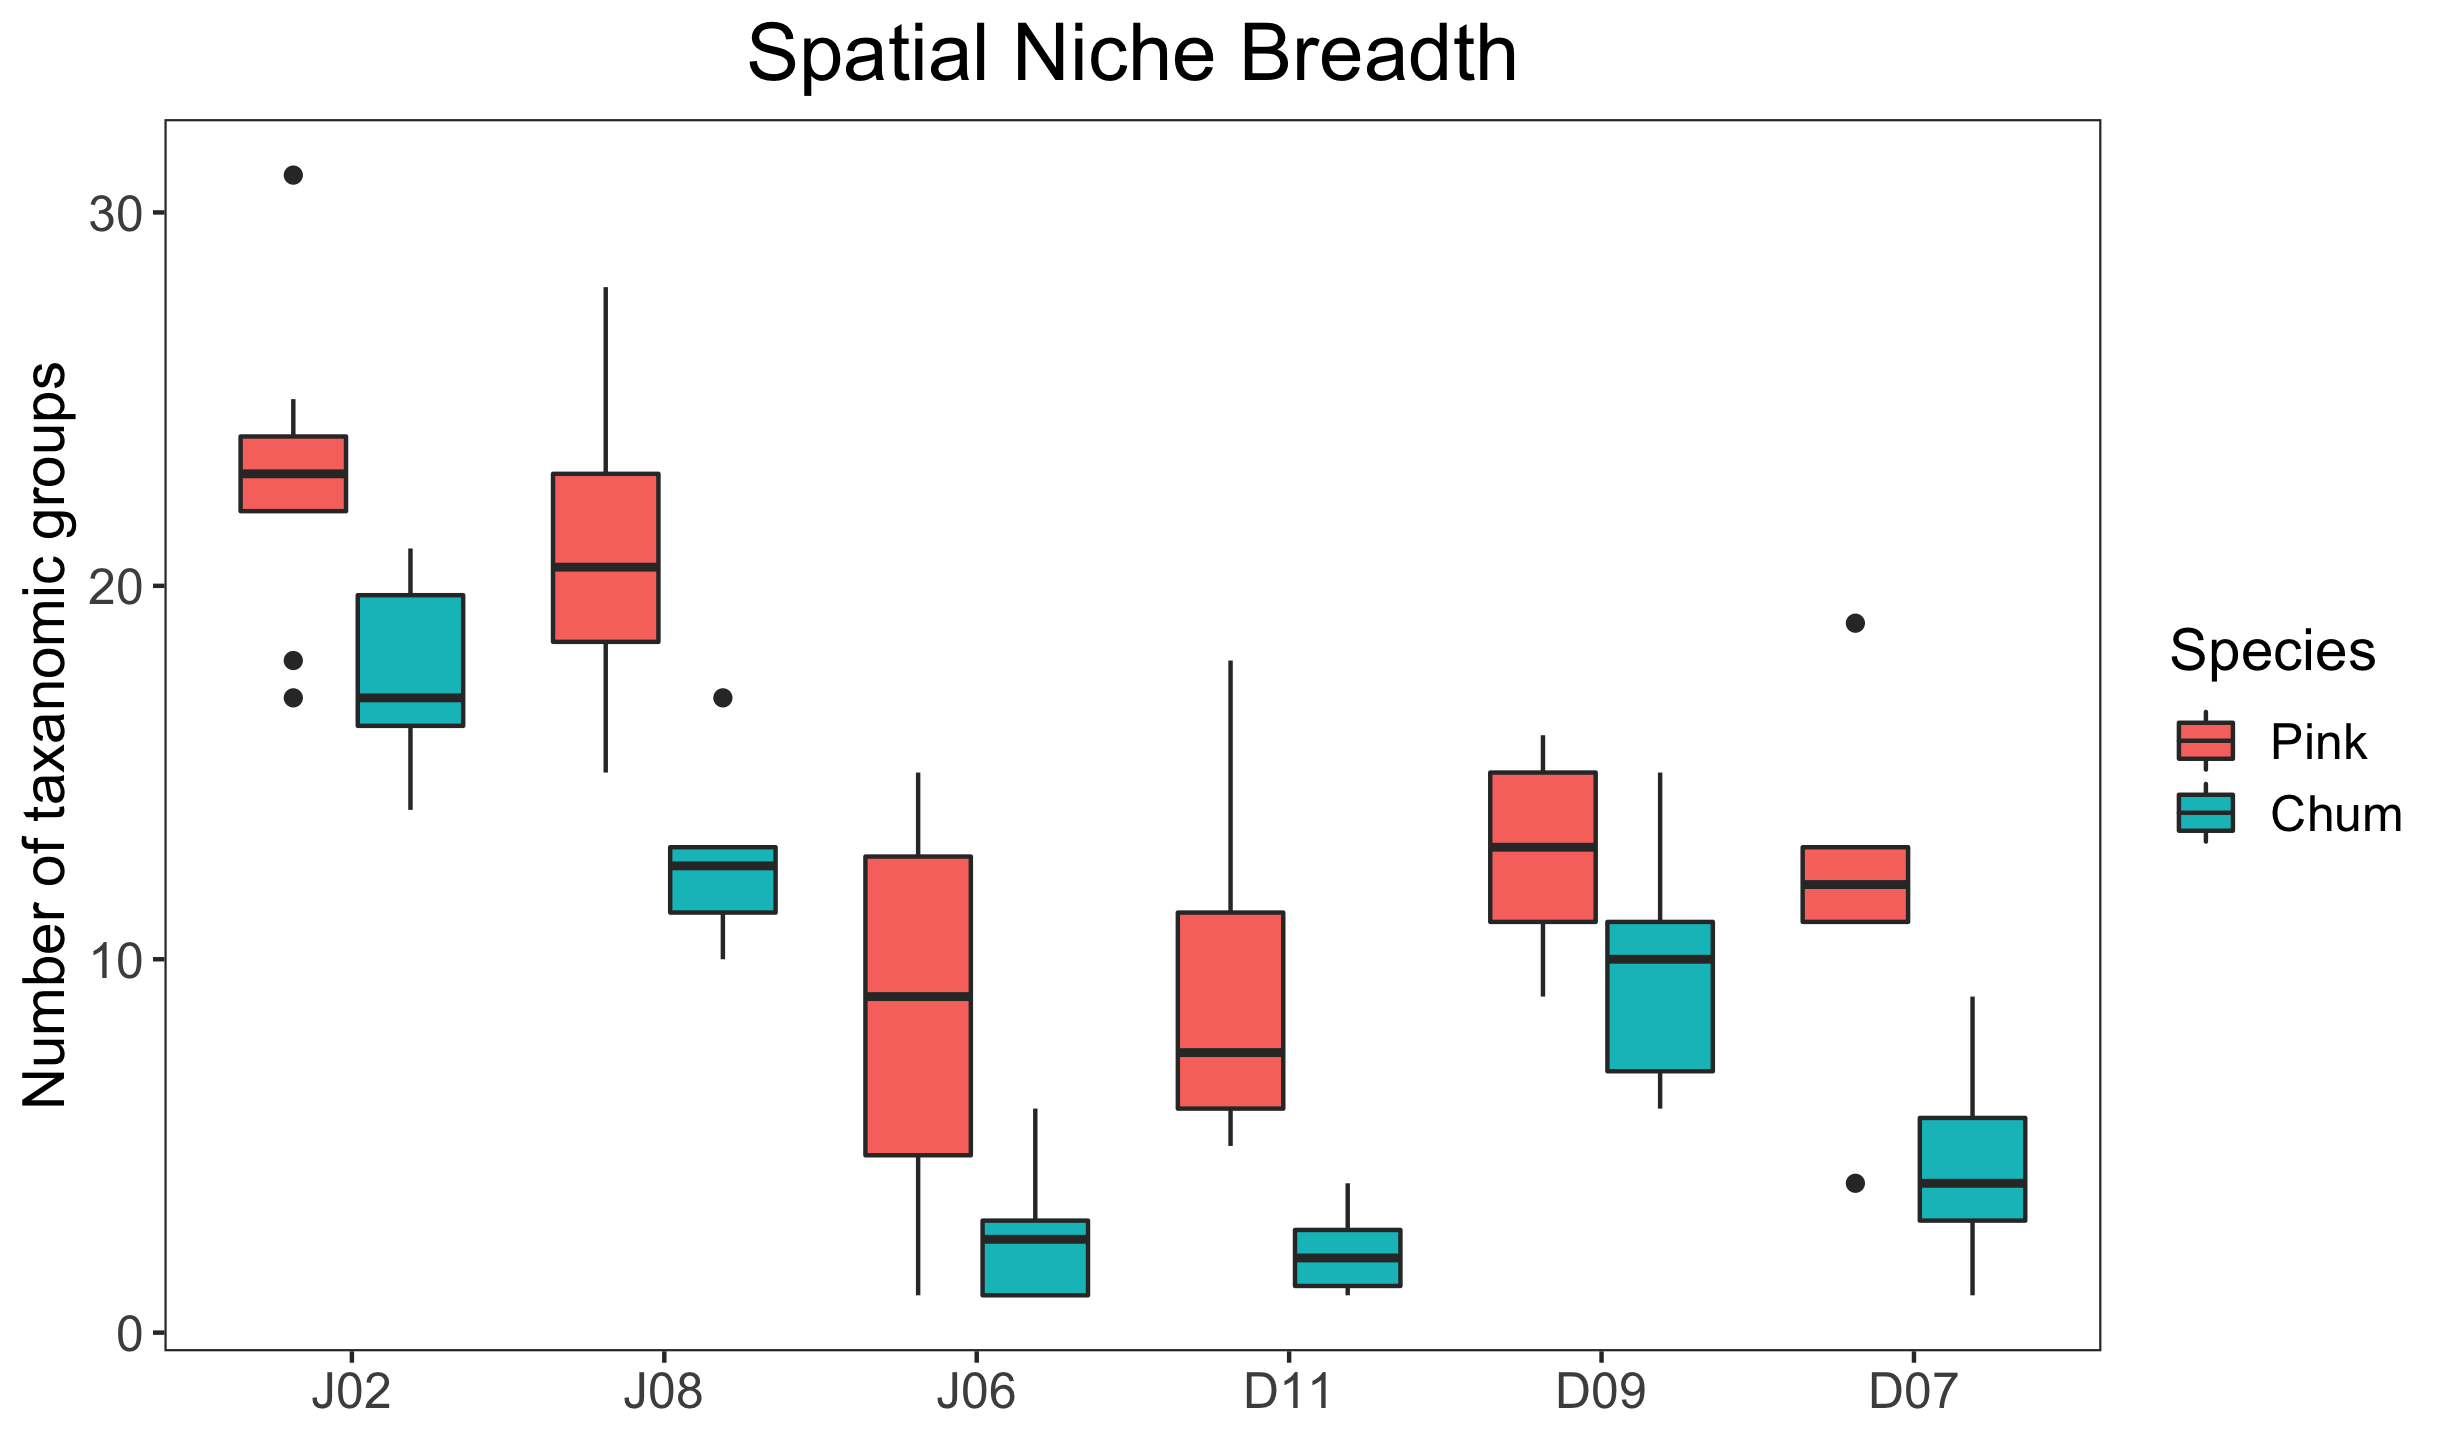 Spatial Niche Breadth
Number of taxanomic groups
30
20
10
0
J02 J08 J06 D11 D09 D07
Species
Pink
Chum